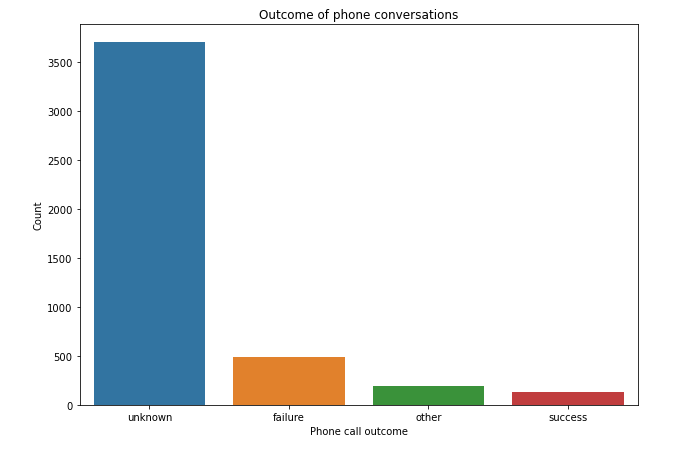 Outcome of phone conversations
3500
3000
2500
2000
1500
1000
500
0
Count
unknown
failure
other
success
Phone call outcome